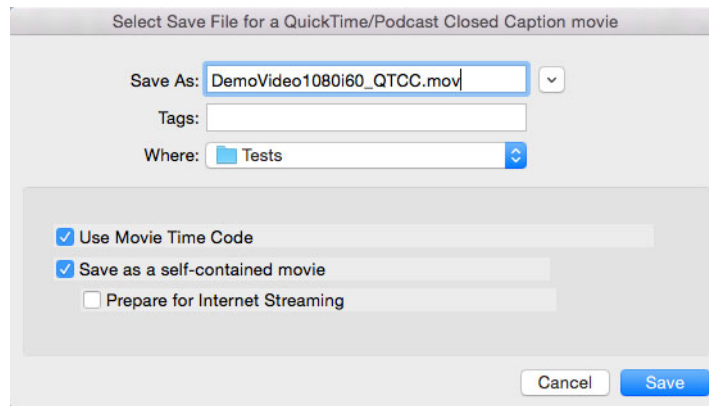 Select Save File for a QuickTime/Podcast Closed Caption movie
Save As: DemoVideo1080i60_QTCC.mov
Tags:
Where: Tests
Use Movie Time Code
Save as a self-contained movie
Prepare for Internet Streaming
Cancel Save